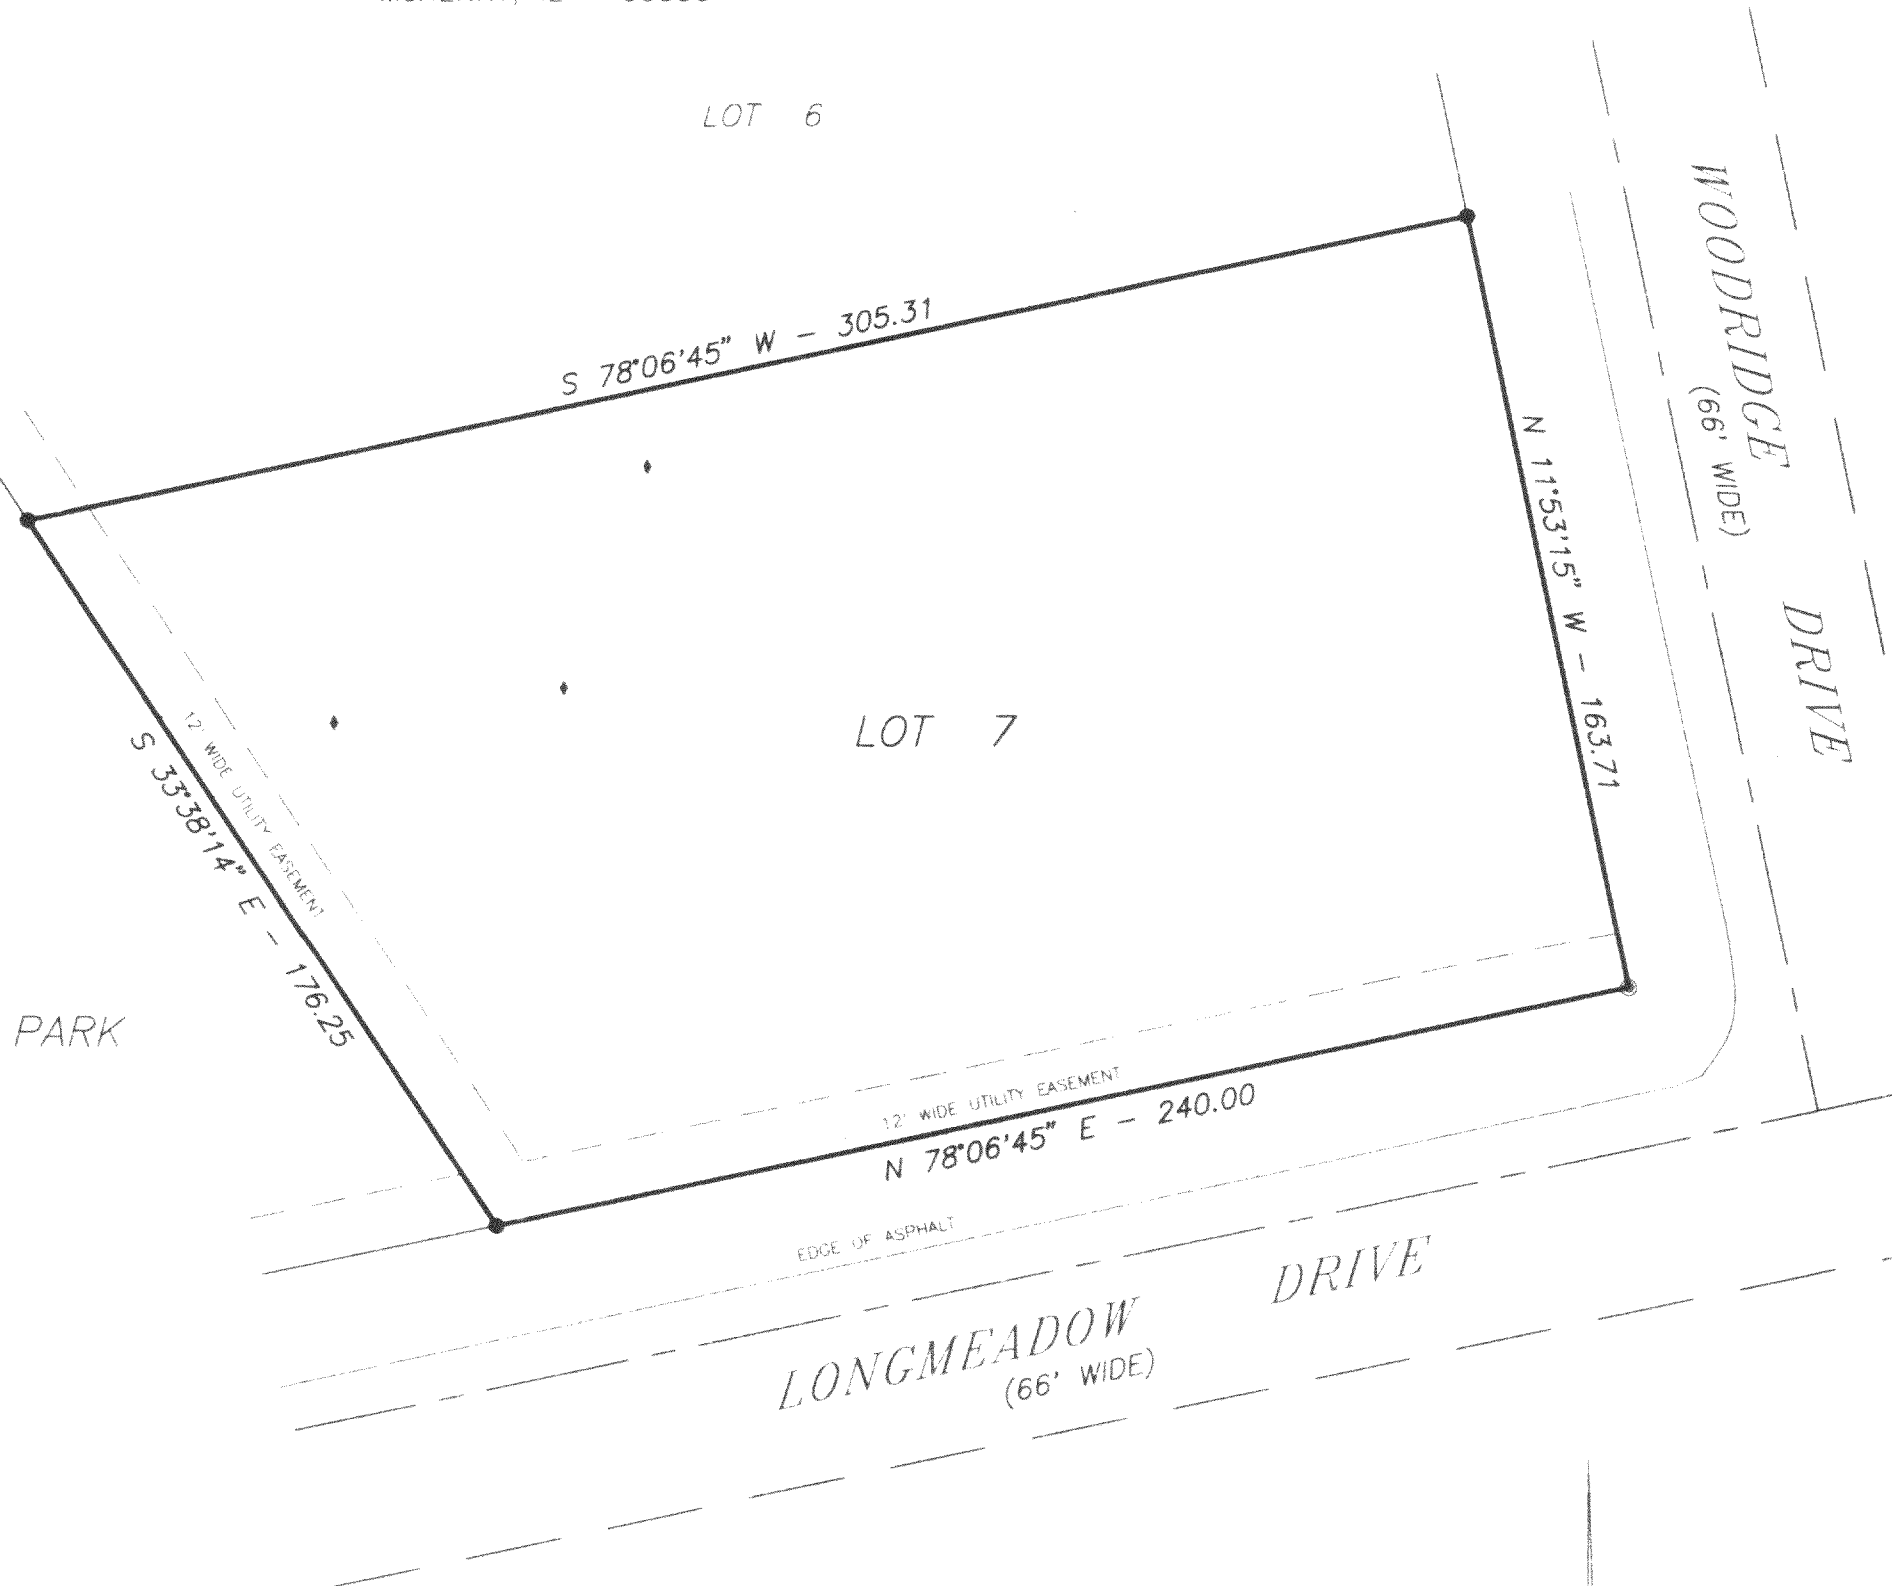 LOT 6
WOODRIDGE DRIVE
(66' WIDE)
S 78°06'45" W - 305.31
N 11°53'15" W - 163.71
LOT 7
12' WIDE UTILITY EASEMENT
S 33°38'14" E - 176.25
PARK
12' WIDE UTILITY EASEMENT
N 78°06'45" E - 240.00
EDGE OF ASPHALT
LONGMEADOW DRIVE
(66' WIDE)